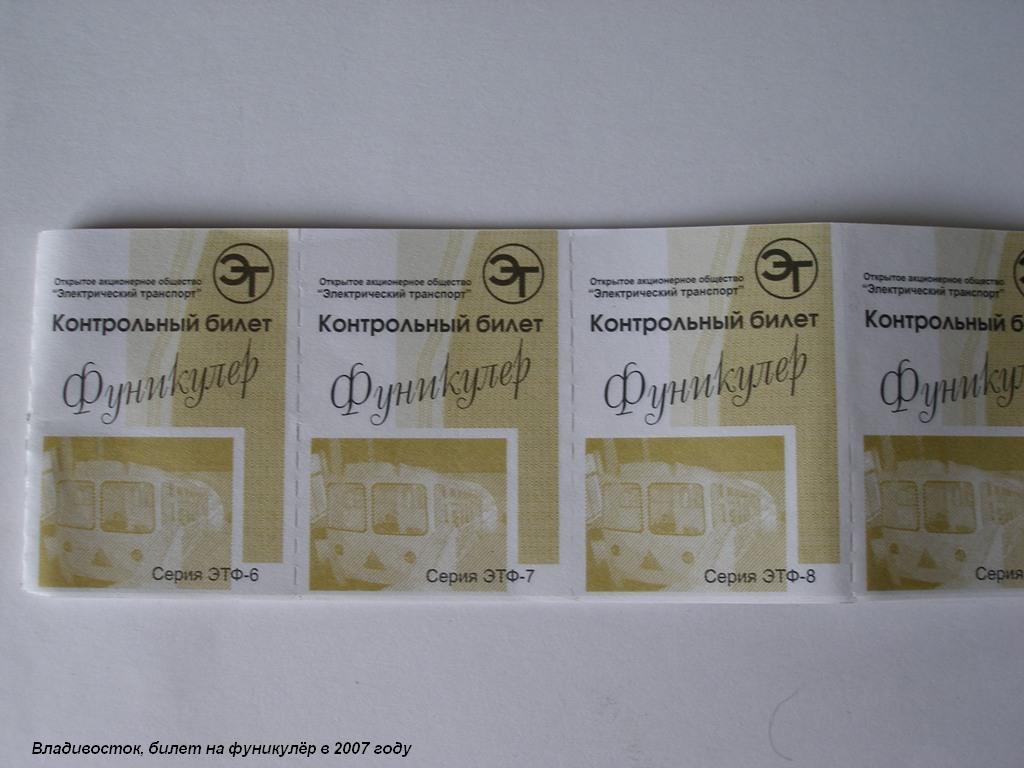 ЭТ
Открытое акционерное общество
"Электрический транспорт"
Контрольный билет
Фуникулер
Серия ЭТФ-6
ЭТ
Открытое акционерное общество
"Электрический транспорт"
Контрольный билет
Фуникулер
Серия ЭТФ-7
ЭТ
Открытое акционерное общество
"Электрический транспорт"
Контрольный билет
Фуникулер
Серия ЭТФ-8
Открытое акционерное общество
"Электрический транспорт"
Контрольный б
Фуникул
Серия
Владивосток, билет на фуникулёр в 2007 году